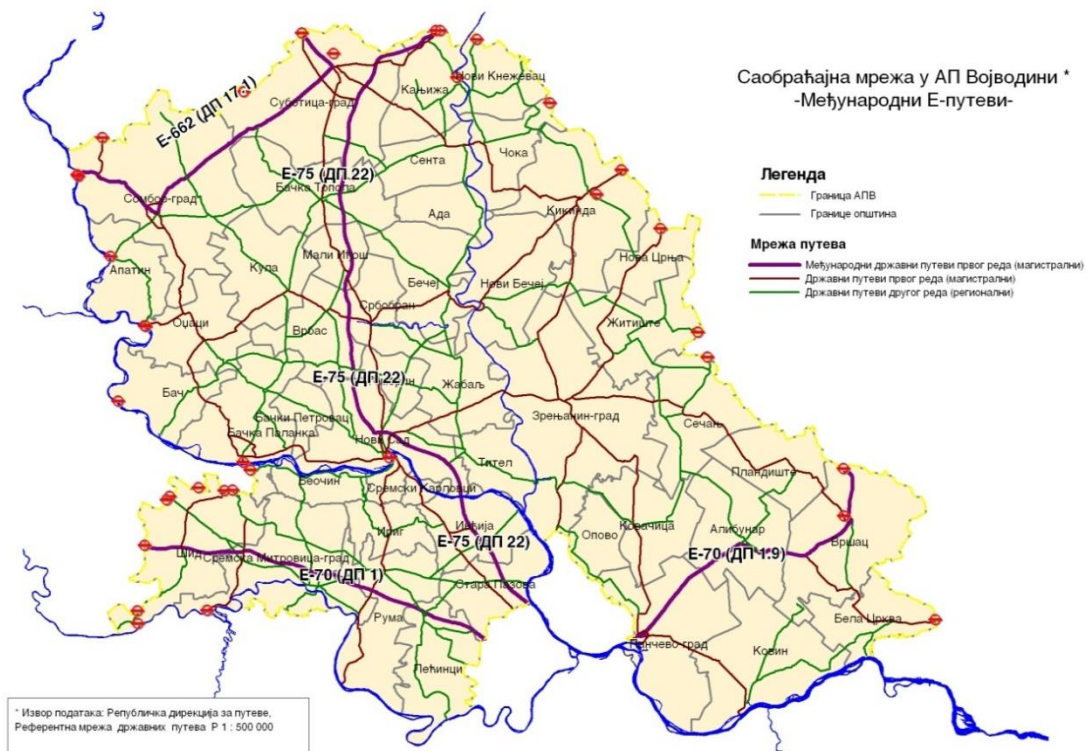 Саобраћајна мрежа у АП Војводини *
-Међународни Е-путеви-
Легенда
Граница АПВ
Границе општина
Мрежа путева
Међународни државни путеви првог реда (магистрални)
Државни путеви првог реда (магистрални)
Државни путеви другог реда (регионални)
Нови Кнежевац
Кањижа
Суботица-град
Е-662 (ДП 17.1)
Чока
Сента
Е-75 (ДП 22)
Бачка Топола
Сомбор-град
Ада
Кикинда
Мали Иђош
Нова Црња
Кула
Апатин
Бечеј
Нови Бечеј
Србобран
Оџаци
Врбас
Житиште
Е-75 (ДП 22)
Жабаљ
Бач
Бачки Петровац
Зрењанин-град
Сечањ
Бачка Паланка
Нови Сад
Тител
Пландиште
Беочин
Сремски Карловци
Инђија
Ковачица
Алибунар
Ириг
Опово
Вршац
Е-75 (ДП 22)
Шид
Сремска Митровица-град
Е-70 (ДП 1.9)
Е-70 (ДП 1)
Стара Пазова
Рума
Бела Црква
Панчево-град
Ковин
Пећинци
* Извор података: Републичка дирекција за путеве,
Референтна мрежа државних путева Р 1 : 500 000